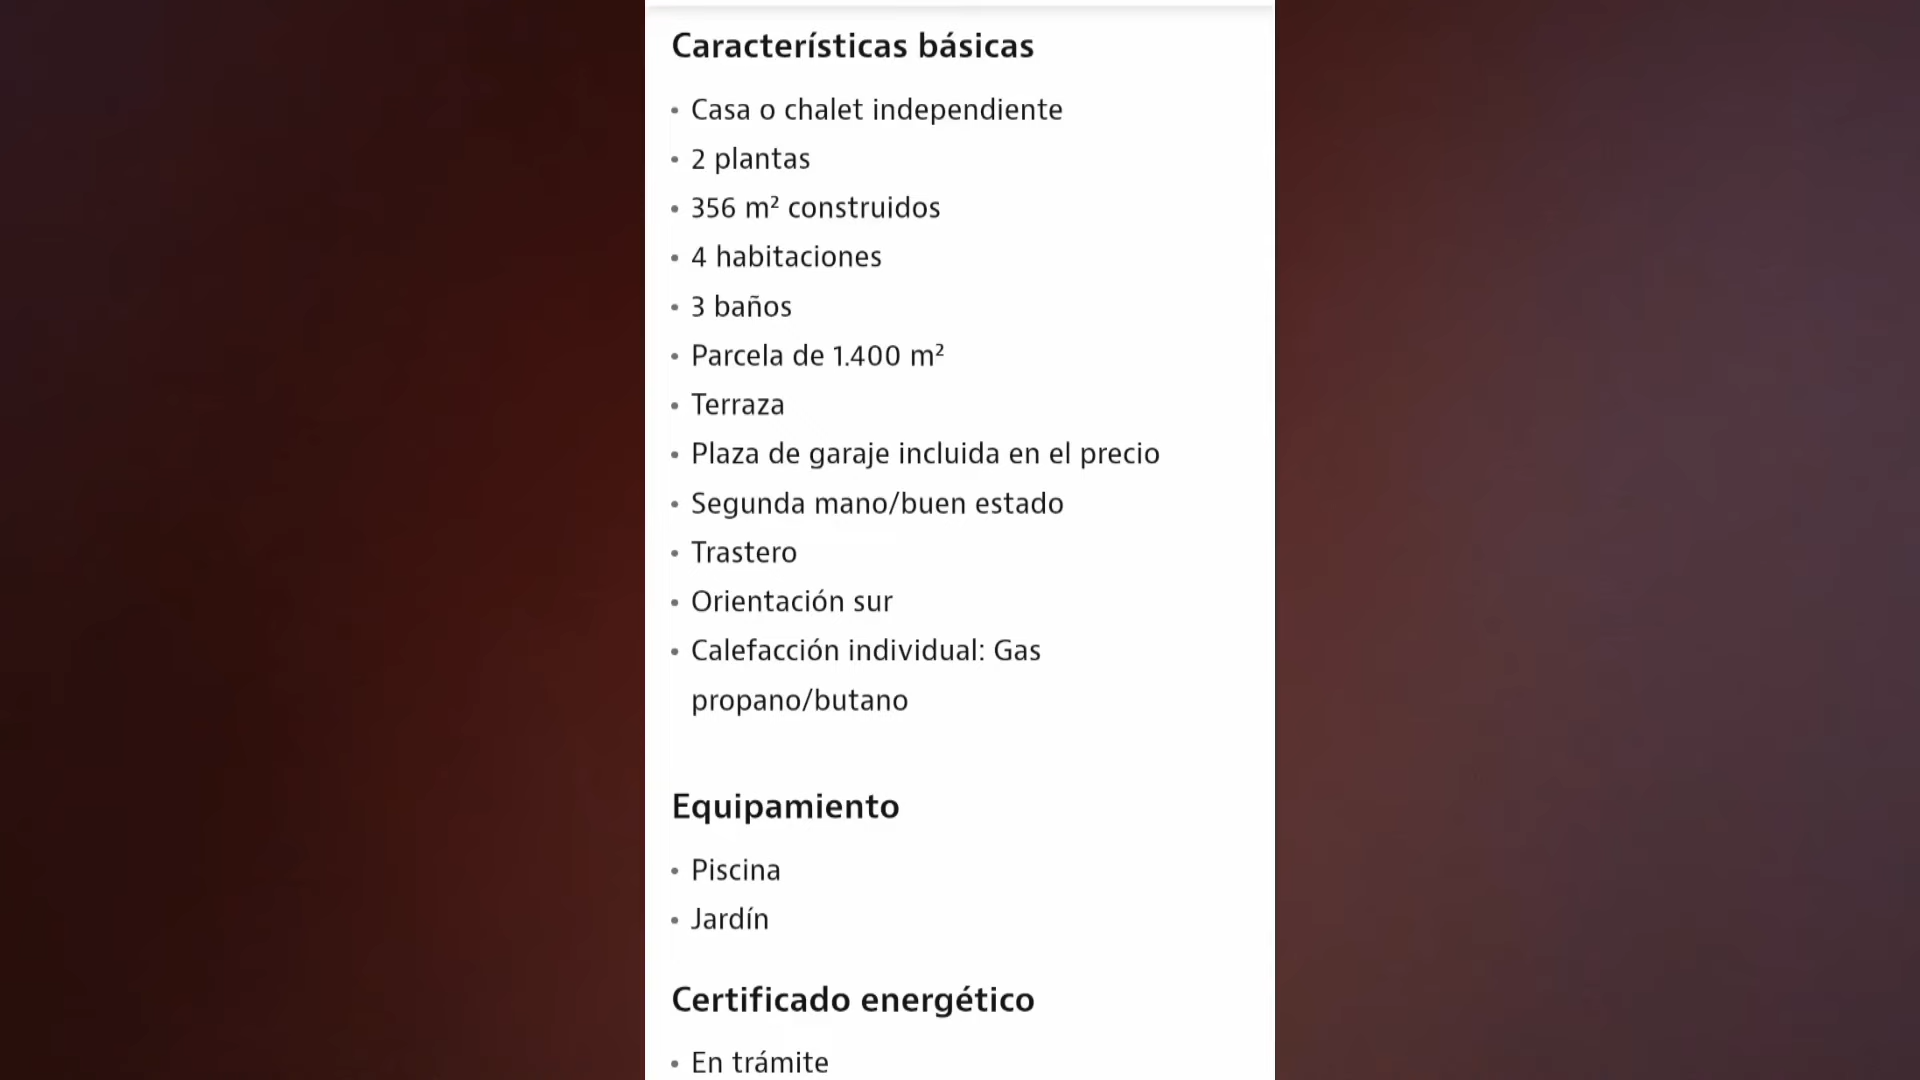 Características básicas
• Casa o chalet independiente
• 2 plantas
• 356 m² construidos
• 4 habitaciones
• 3 baños
• Parcela de 1.400 m²
• Terraza
• Plaza de garaje incluida en el precio
• Segunda mano/buen estado
• Trastero
• Orientación sur
• Calefacción individual: Gas
propano/butano
Equipamiento
• Piscina
• Jardín
Certificado energético
• En trámite